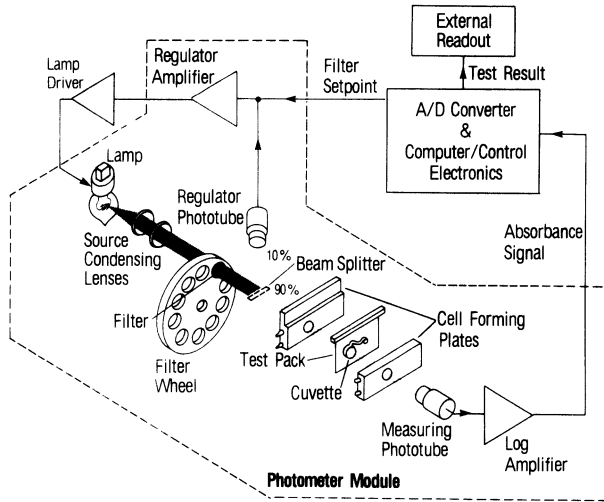 External
Readout
Test Result
Lamp
Driver
Regulator
Amplifier
Filter
Setpoint
A/D Converter
&
Computer/Control
Electronics
Lamp
Regulator
Phototube
Absorbance
Signal
Source
Condensing
Lenses
10%
Beam Splitter
90%
Filter
Cell Forming
Plates
Filter
Wheel
Test Pack
Cuvette
Measuring
Phototube
Log
Amplifier
Photometer Module